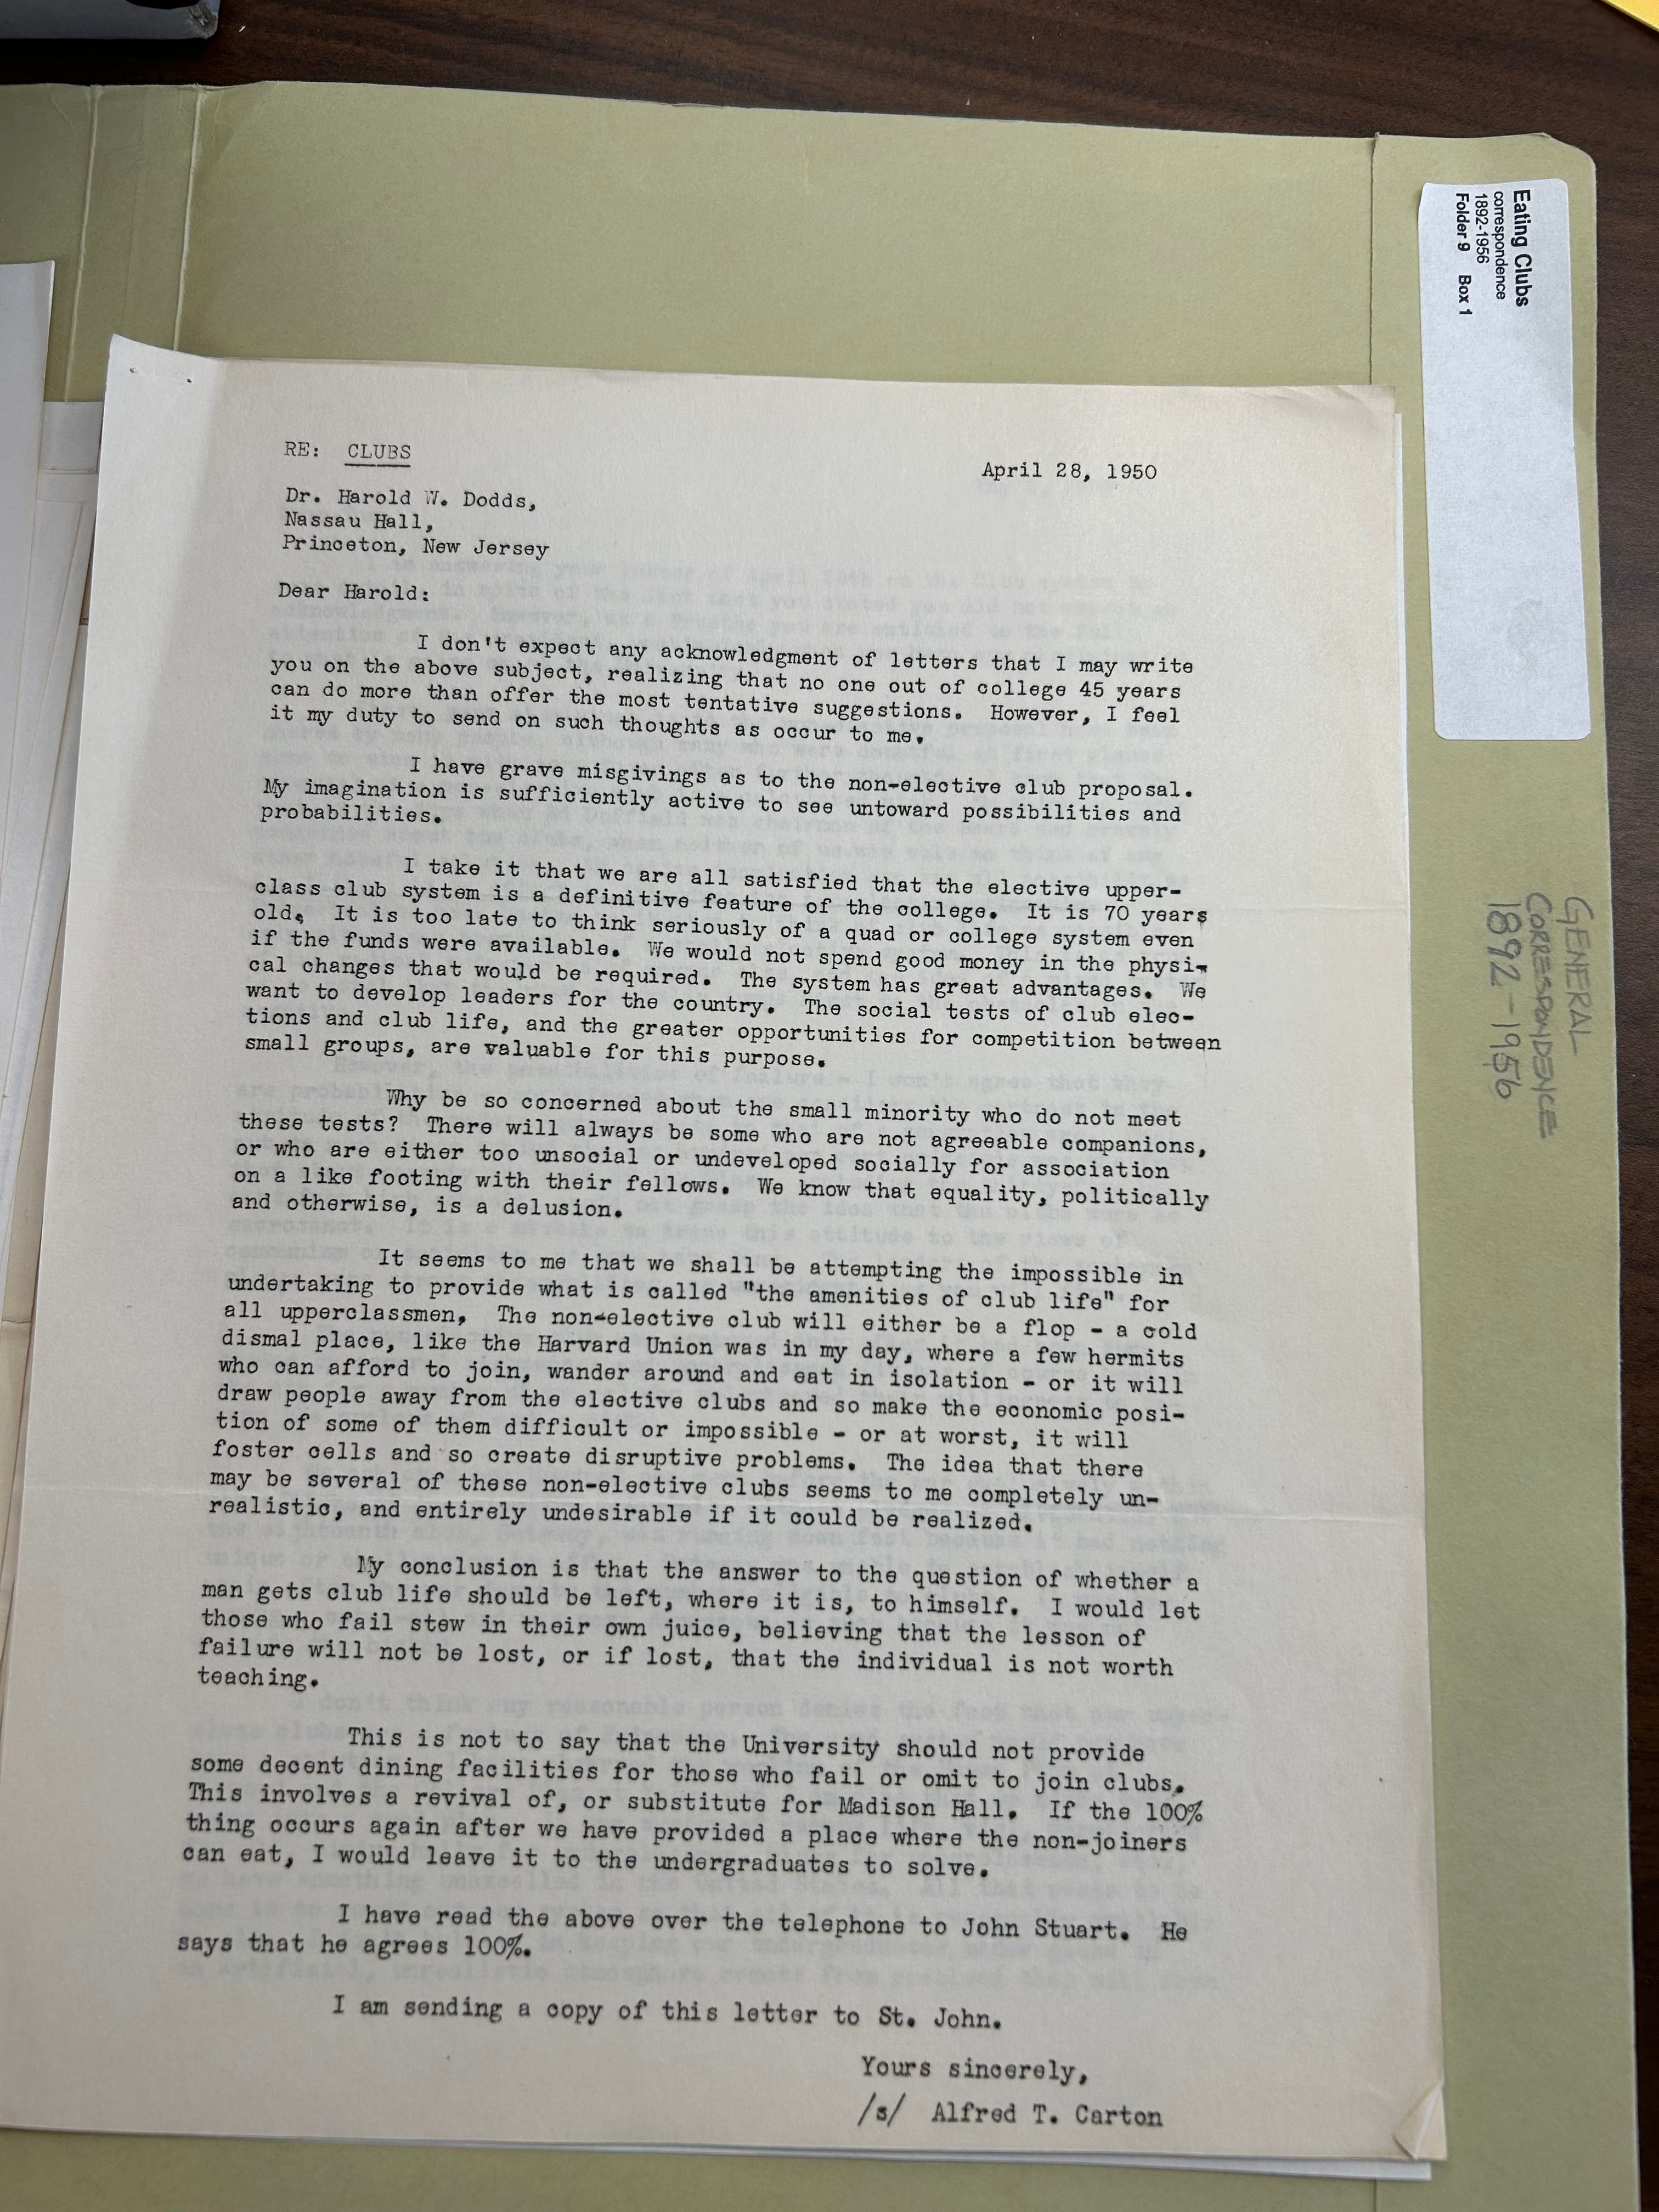 Eating Clubs
correspondence
1892-1956
Folder 9 Box 1
GENERAL
CORRESPONDENCE
1892-1956
RE: CLUBS
April 28, 1950
Dr. Harold W. Dodds,
Nassau Hall,
Princeton, New Jersey
Dear Harold:
I don't expect any acknowledgment of letters that I may write
you on the above subject, realizing that no one out of college 45 years
can do more than offer the most tentative suggestions. However, I feel
it my duty to send on such thoughts as occur to me.
I have grave misgivings as to the non-elective club proposal.
My imagination is sufficiently active to see untoward possibilities and
probabilities.
I take it that we are all satisfied that the elective upper-
class club system is a definitive feature of the college. It is 70 years
old. It is too late to think seriously of a quad or college system even
if the funds were available. We would not spend good money in the physi-
cal changes that would be required. The system has great advantages. We
want to develop leaders for the country. The social tests of club elec-
tions and club life, and the greater opportunities for competition between
small groups, are valuable for this purpose.
Why be so concerned about the small minority who do not meet
these tests? There will always be some who are not agreeable companions,
or who are either too unsocial or undeveloped socially for association
on a like footing with their fellows. We know that equality, politically
and otherwise, is a delusion.
It seems to me that we shall be attempting the impossible in
undertaking to provide what is called "the amenities of club life" for
all upperclassmen. The non-elective club will either be a flop - a cold
dismal place, like the Harvard Union was in my day, where a few hermits
who can afford to join, wander around and eat in isolation - or it will
draw people away from the elective clubs and so make the economic posi-
tion of some of them difficult or impossible - or at worst, it will
foster cells and so create disruptive problems. The idea that there
may be several of these non-elective clubs seems to me completely un-
realistic, and entirely undesirable if it could be realized.
My conclusion is that the answer to the question of whether a
man gets club life should be left, where it is, to himself. I would let
those who fail stew in their own juice, believing that the lesson of
failure will not be lost, or if lost, that the individual is not worth
teaching.
This is not to say that the University should not provide
some decent dining facilities for those who fail or omit to join clubs.
This involves a revival of, or substitute for Madison Hall. If the 100%
thing occurs again after we have provided a place where the non-joiners
can eat, I would leave it to the undergraduates to solve.
I have read the above over the telephone to John Stuart. He
says that he agrees 100%.
I am sending a copy of this letter to St. John.
Yours sincerely,
/s/ Alfred T. Carton